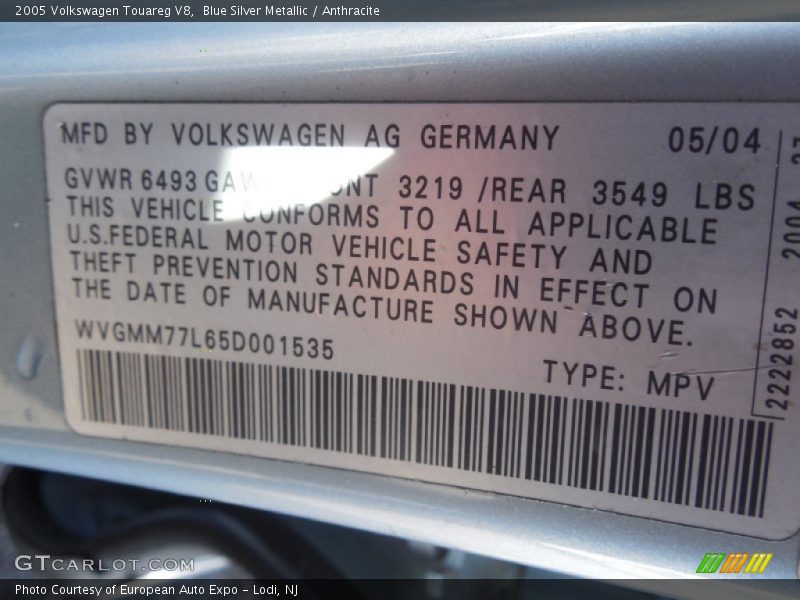 2005 Volkswagen Touareg V8, Blue Silver Metallic / Anthracite
MFD BY VOLKSWAGEN AG GERMANY 05/04
GVWR 6493 3219 /REAR 3549 LBS
THIS VEHICLE CONFORMS TO ALL APPLICABLE
U.S.FEDERAL MOTOR VEHICLE SAFETY AND
THEFT PREVENTION STANDARDS IN EFFECT ON
THE DATE OF MANUFACTURE SHOWN ABOVE.
WVGMM77L65D001535
TYPE: MPV
2222852 2004
GTCARLOT.COM
Photo Courtesy of European Auto Expo - Lodi, NJ